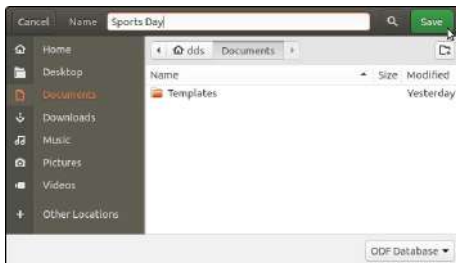 Cancel Name Sports Day Save
Home
Desktop
Documents
Downloads
Music
Pictures
Videos
Other Locations
dds Documents
Name Size Modified
Templates Yesterday
ODF Database